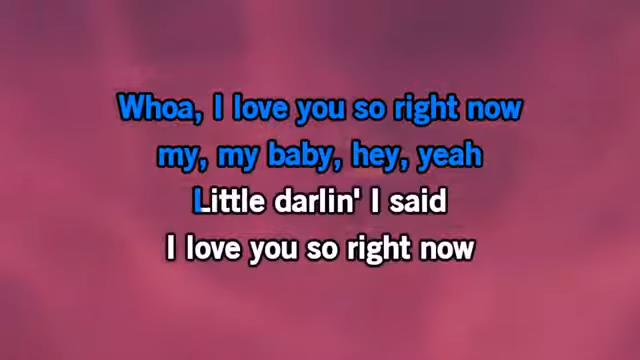 Whoa, I love you so right now
my, my baby, hey, yeah
Little darlin' I said
I love you so right now